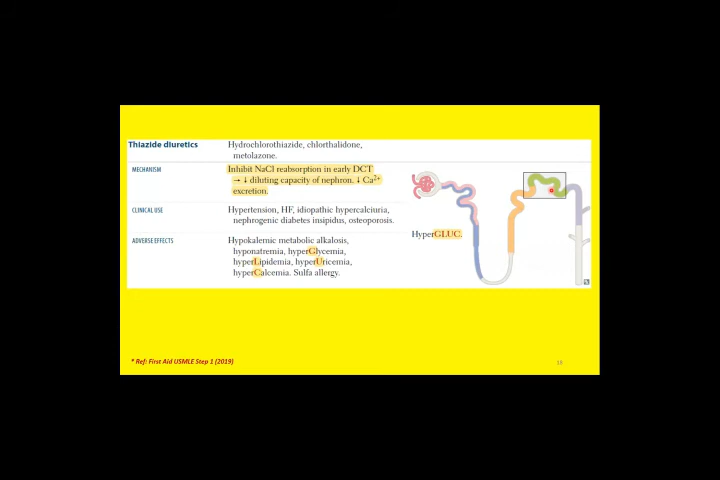 Thiazide diuretics
Hydrochlorothiazide, chlorthalidone,
metolazone.
MECHANISM
Inhibit NaCl reabsorption in early DCT
→ ↓ diluting capacity of nephron. ↓ Ca2+
excretion.
CLINICAL USE
Hypertension, HF, idiopathic hypercalciuria,
nephrogenic diabetes insipidus, osteoporosis.
ADVERSE EFFECTS
Hypokalemic metabolic alkalosis,
hyponatremia, hyperGlycemia,
hyperLipidemia, hyperUricemia,
hyperCalcemia. Sulfa allergy.
HyperGLUC.
* Ref: First Aid USMLE Step 1 (2019)